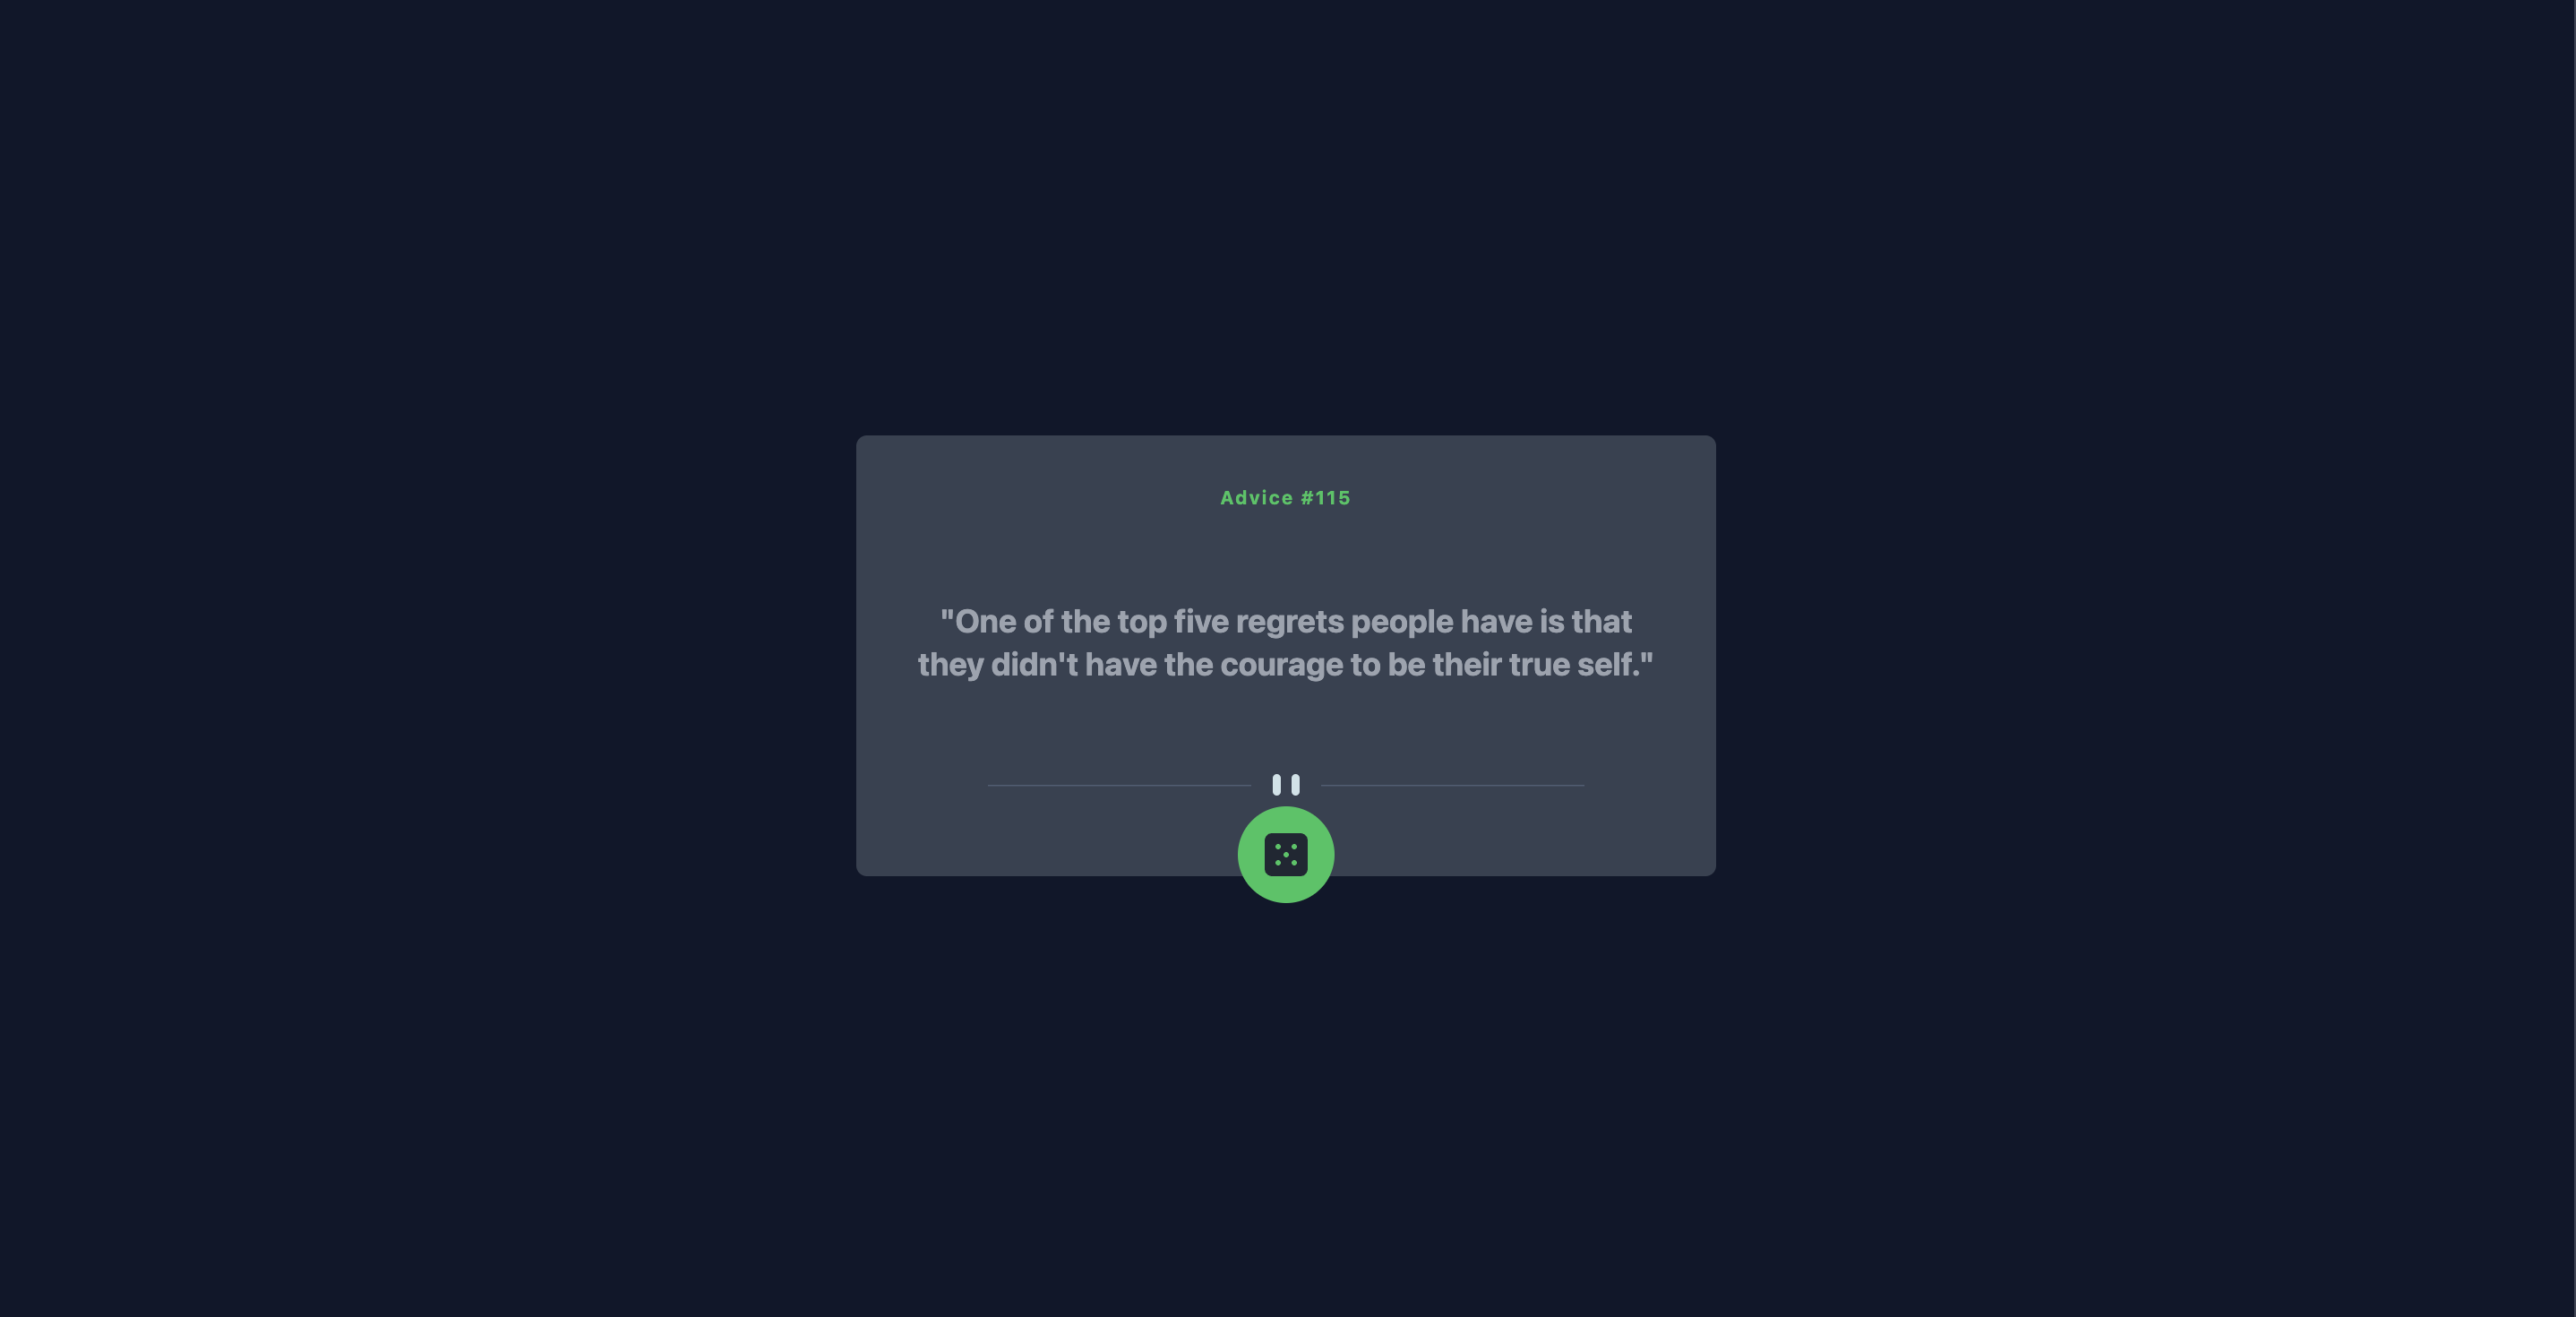 Advice #115
"One of the top five regrets people have is that
they didn't have the courage to be their true self."